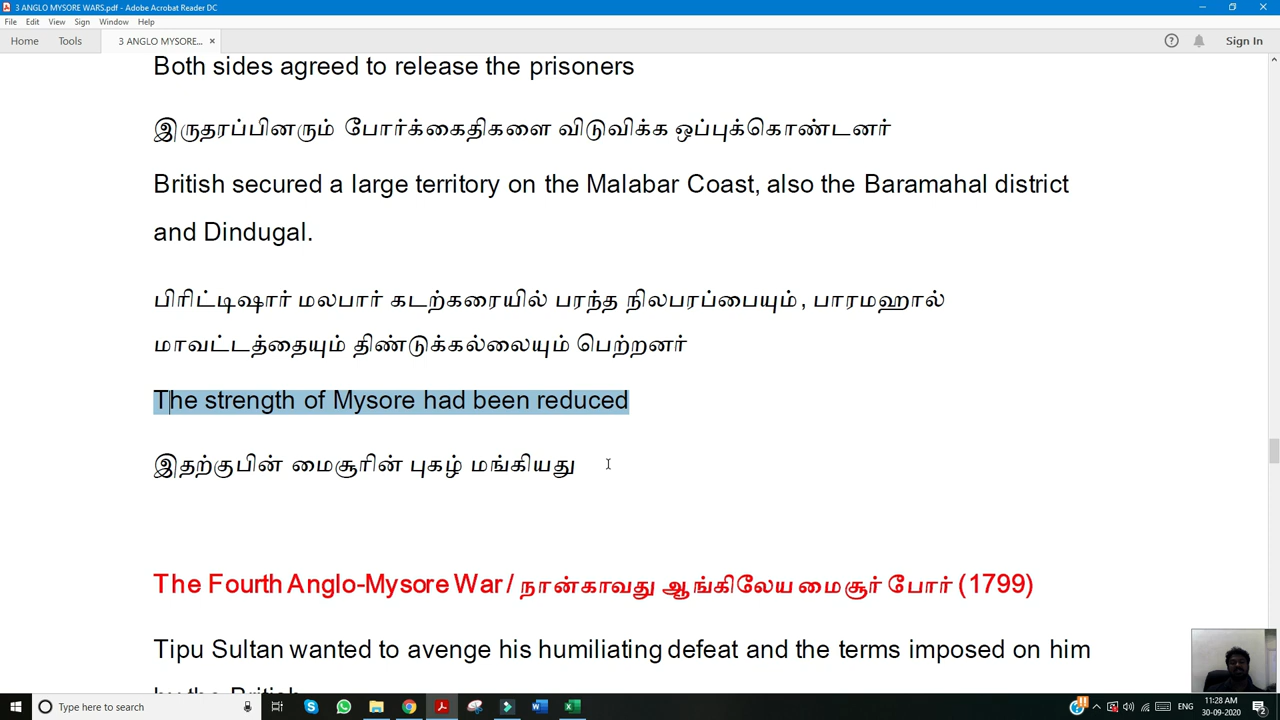 3 ANGLO MYSORE WARS.pdf - Adobe Acrobat Reader DC
File Edit View Sign Window Help
Home Tools 3 ANGLO MYSORE... × Sign In
Both sides agreed to release the prisoners
இருதரப்பினரும் போர்க்கைதிகளை விடுவிக்க ஒப்புக்கொண்டனர்
British secured a large territory on the Malabar Coast, also the Baramahal district
and Dindugal.
பிரிட்டிஷார் மலபார் கடற்கரையில் பரந்த நிலபரப்பையும், பாரமஹால்
மாவட்டத்தையும் திண்டுக்கல்லையும் பெற்றனர்
The strength of Mysore had been reduced
இதற்குபின் மைசூரின் புகழ் மங்கியது
The Fourth Anglo-Mysore War / நான்காவது ஆங்கிலேய மைசூர் போர் (1799)
Tipu Sultan wanted to avenge his humiliating defeat and the terms imposed on him
by the British
Type here to search
ENG 11:28 AM
30-09-2020